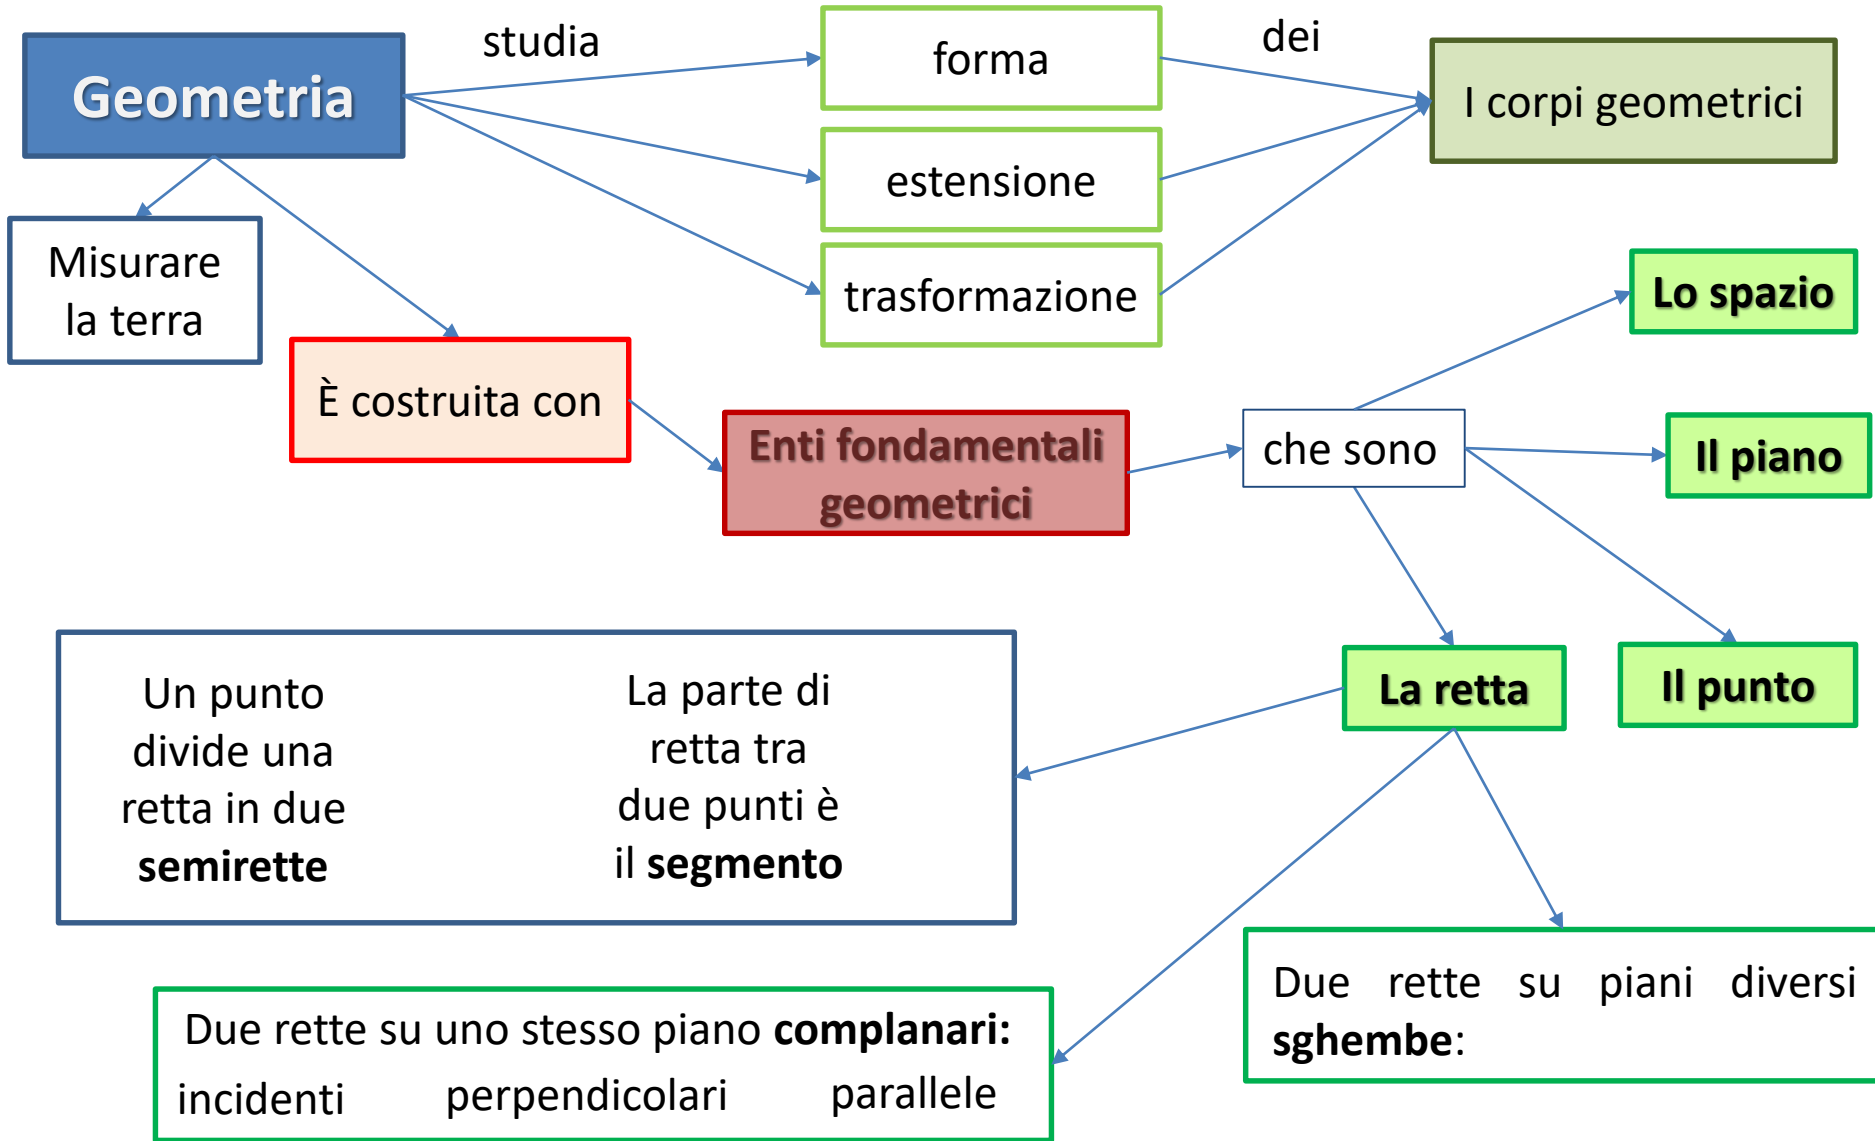 Geometria
studia
forma
dei
I corpi geometrici
estensione
trasformazione
Misurare
la terra
È costruita con
Enti fondamentali
geometrici
che sono
Lo spazio
Il piano
Il punto
La retta
Un punto
divide una
retta in due
semirette
La parte di
retta tra
due punti è
il segmento
Due rette su uno stesso piano complanari:
incidenti perpendicolari parallele
Due rette su piani diversi
sghembe: